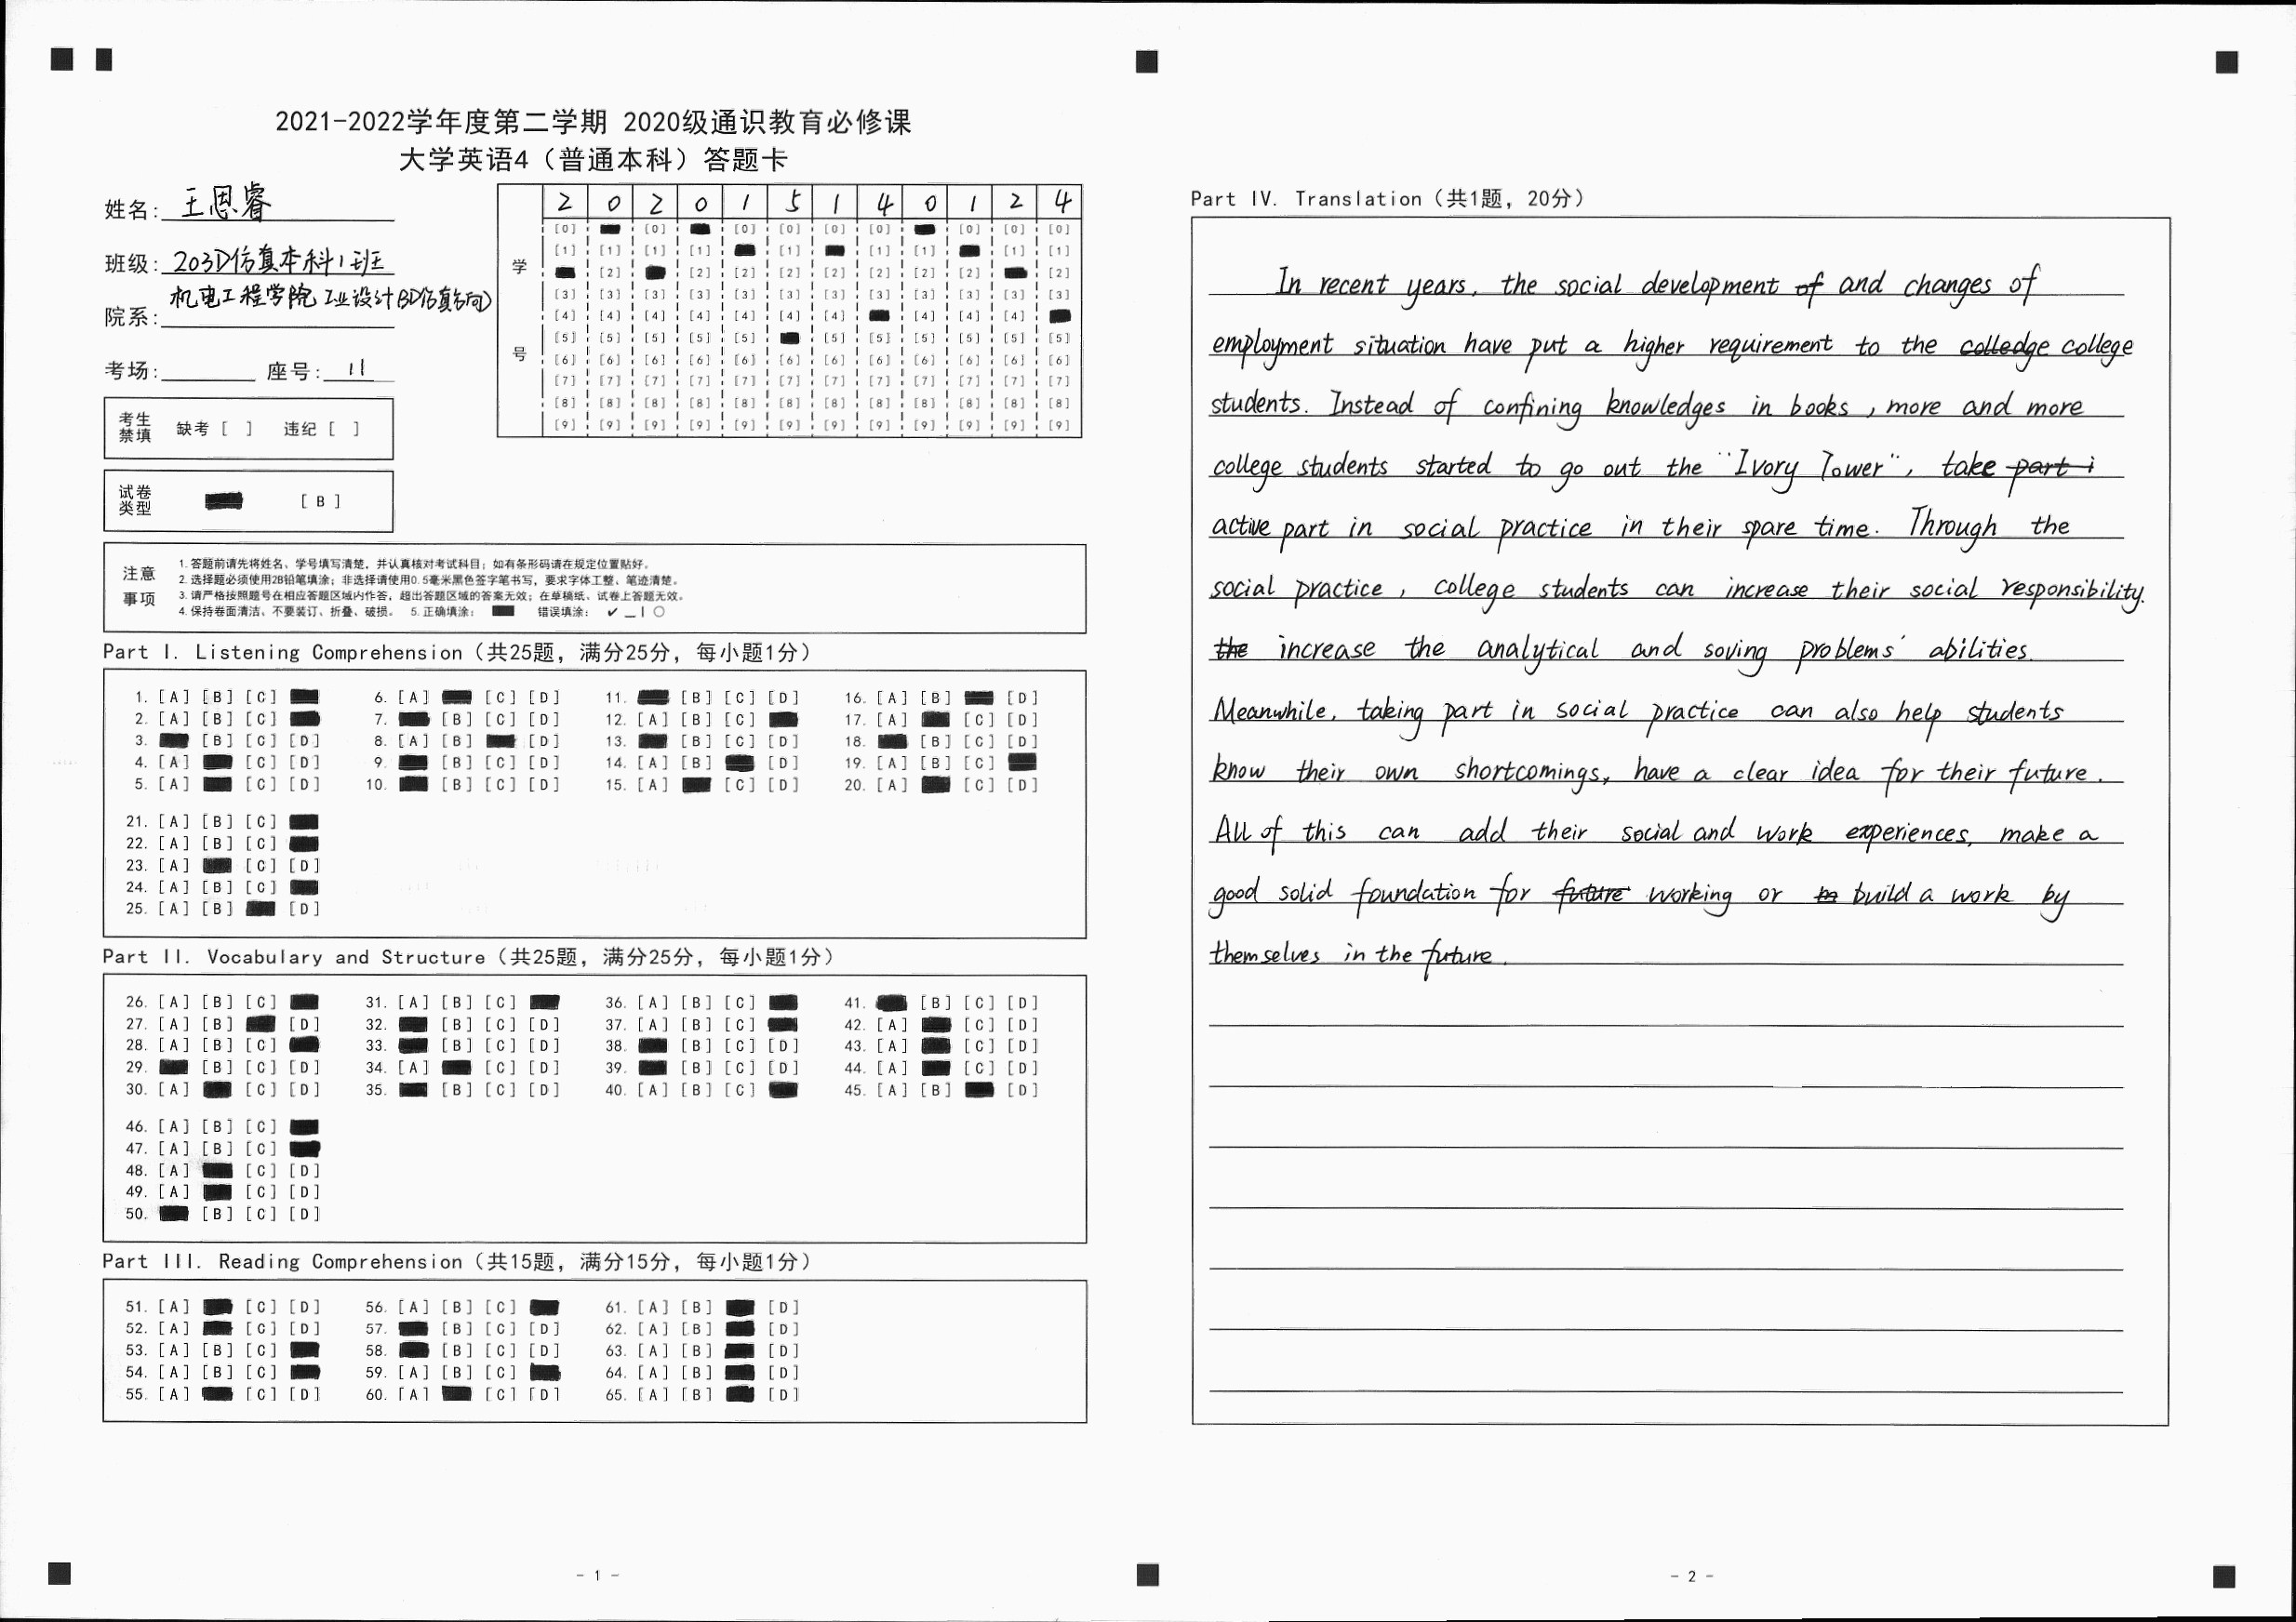 2021-2022学年度第二学期 2020级通识教育必修课
大学英语4（普通本科）答题卡
姓名: 王思睿
班级: 203D仿真本科1班
院系: 机电工程学院 工业设计(3D仿真方向)
考场: 座号: 11
考生禁填 缺考 [ ] 违纪 [ ]
试卷类型 [ B ]
学号
2 0 2 0 1 5 1 4 0 1 2 4
[0] [0] [0] [0] [0] [0] [0] [0] [0]
[1] [1] [1] [1] [1] [1] [1] [1] [1]
[2] [2] [2] [2] [2] [2] [2] [2] [2]
[3] [3] [3] [3] [3] [3] [3] [3] [3] [3] [3] [3]
[4] [4] [4] [4] [4] [4] [4] [4] [4] [4]
[5] [5] [5] [5] [5] [5] [5] [5] [5] [5] [5]
[6] [6] [6] [6] [6] [6] [6] [6] [6] [6] [6] [6]
[7] [7] [7] [7] [7] [7] [7] [7] [7] [7] [7] [7]
[8] [8] [8] [8] [8] [8] [8] [8] [8] [8] [8] [8]
[9] [9] [9] [9] [9] [9] [9] [9] [9] [9] [9] [9]
注意事项
1.答题前请先将姓名、学号填写清楚，并认真核对考试科目；如有条形码请在规定位置贴好。
2.选择题必须使用2B铅笔填涂；非选择请使用0.5毫米黑色签字笔书写，要求字体工整、笔迹清楚。
3.请严格按照题号在相应答题区域内作答，超出答题区域的答案无效；在草稿纸、试卷上答题无效。
4.保持卷面清洁、不要装订、折叠、破损。 5.正确填涂： 错误填涂：
Part I. Listening Comprehension（共25题，满分25分，每小题1分）
1. [A] [B] [C] 6. [A] [C] [D] 11. [B] [C] [D] 16. [A] [B] [D]
2. [A] [B] [C] 7. [B] [C] [D] 12. [A] [B] [C] 17. [A] [C] [D]
3. [B] [C] [D] 8. [A] [B] [D] 13. [B] [C] [D] 18. [B] [C] [D]
4. [A] [C] [D] 9. [B] [C] [D] 14. [A] [B] [D] 19. [A] [B] [C]
5. [A] [C] [D] 10. [B] [C] [D] 15. [A] [C] [D] 20. [A] [C] [D]
21. [A] [B] [C]
22. [A] [B] [C]
23. [A] [C] [D]
24. [A] [B] [C]
25. [A] [B] [D]
Part II. Vocabulary and Structure（共25题，满分25分，每小题1分）
26. [A] [B] [C] 31. [A] [B] [C] 36. [A] [B] [C] 41. [B] [C] [D]
27. [A] [B] [D] 32. [B] [C] [D] 37. [A] [B] [C] 42. [A] [C] [D]
28. [A] [B] [C] 33. [B] [C] [D] 38. [B] [C] [D] 43. [A] [C] [D]
29. [B] [C] [D] 34. [A] [C] [D] 39. [B] [C] [D] 44. [A] [C] [D]
30. [A] [C] [D] 35. [B] [C] [D] 40. [A] [B] [C] 45. [A] [B] [D]
46. [A] [B] [C]
47. [A] [B] [C]
48. [A] [C] [D]
49. [A] [C] [D]
50. [B] [C] [D]
Part III. Reading Comprehension（共15题，满分15分，每小题1分）
51. [A] [C] [D] 56. [A] [B] [C] 61. [A] [B] [D]
52. [A] [C] [D] 57. [B] [C] [D] 62. [A] [B] [D]
53. [A] [B] [C] 58. [B] [C] [D] 63. [A] [B] [D]
54. [A] [B] [C] 59. [A] [B] [C] 64. [A] [B] [D]
55. [A] [C] [D] 60. [A] [C] [D] 65. [A] [B] [D]
- 1 -
Part IV. Translation（共1题，20分）
In recent years, the social development of and changes of
employment situation have put a higher requirement to the colledge college
students. Instead of confining knowledges in books, more and more
college students started to go out the "Ivory Tower", take part i
active part in social practice in their spare time. Through the
social practice, college students can increase their social responsibility.
the increase the analytical and soving problems' abilities.
Meanwhile, taking part in social practice can also help students
know their own shortcomings, have a clear idea for their future.
All of this can add their social and work experiences, make a
good solid foundation for future working or m build a work by
themselves in the future.
- 2 -